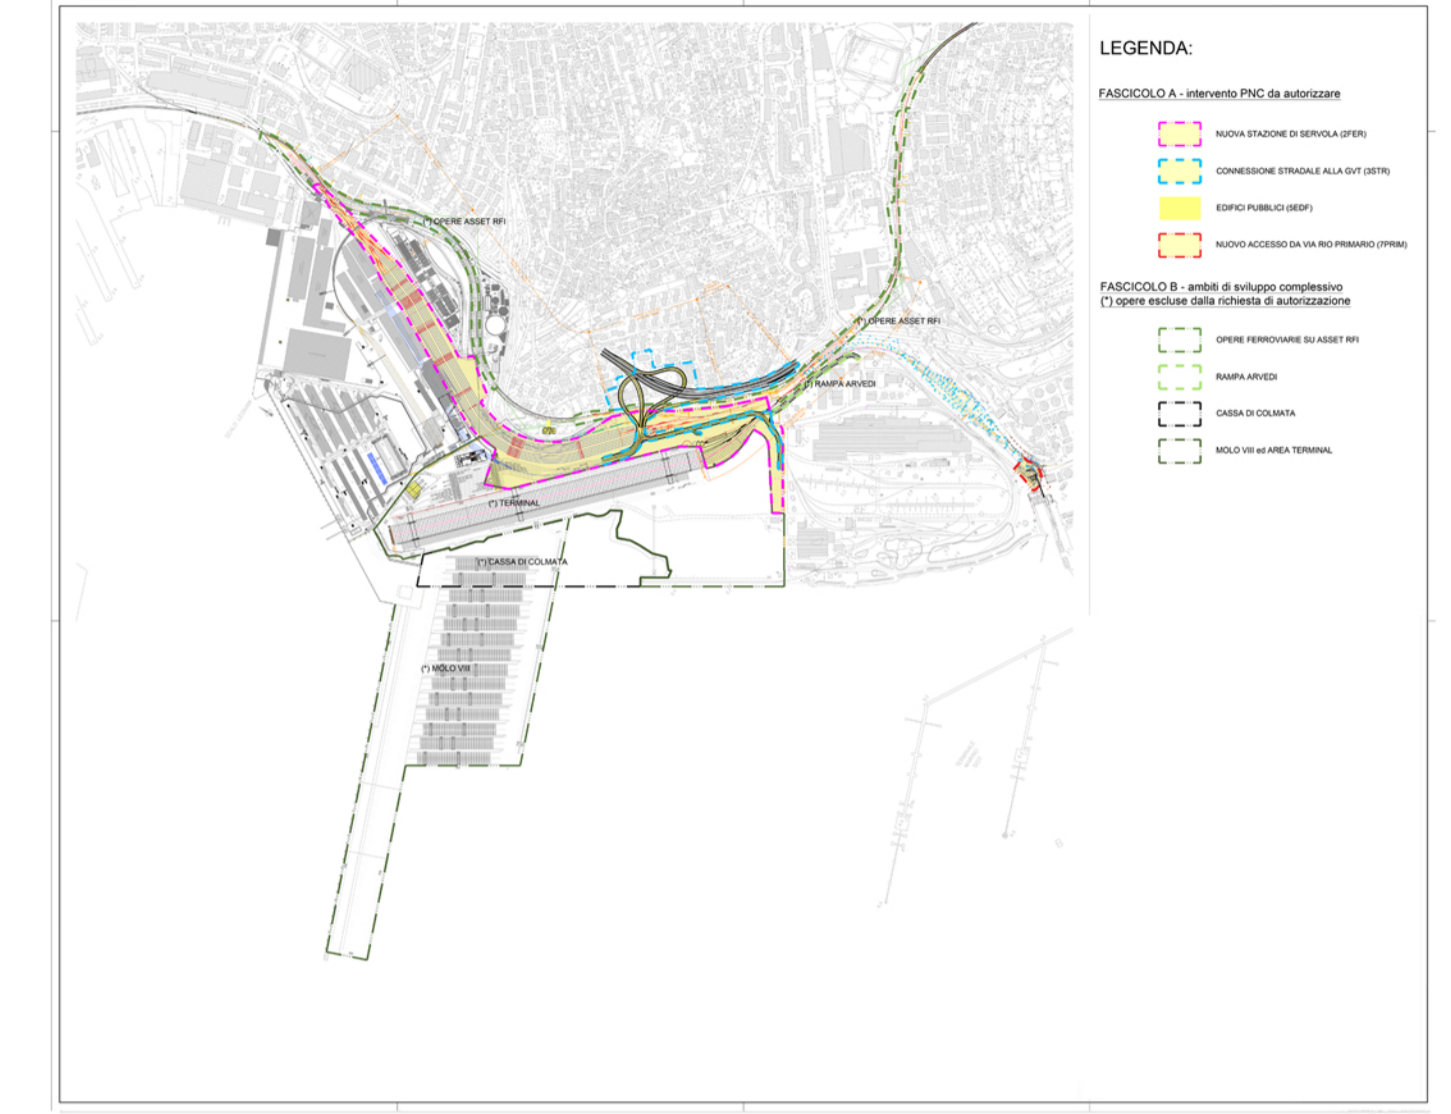 LEGENDA:
FASCICOLO A - intervento PNC da autorizzare
NUOVA STAZIONE DI SERVOLA (2FER)
CONNESSIONE STRADALE ALLA GVT (3STR)
EDIFICI PUBBLICI (5EDF)
NUOVO ACCESSO DA VIA RIO PRIMARIO (7PRIM)
FASCICOLO B - ambiti di sviluppo complessivo
(*) opere escluse dalla richiesta di autorizzazione
OPERE FERROVIARIE SU ASSET RFI
RAMPA ARVEDI
CASSA DI COLMATA
MOLO VIII ed AREA TERMINAL
(*) OPERE ASSET RFI
(*) OPERE ASSET RFI
(*) RAMPA ARVEDI
(*) TERMINAL
(*) CASSA DI COLMATA
(*) MOLO VIII